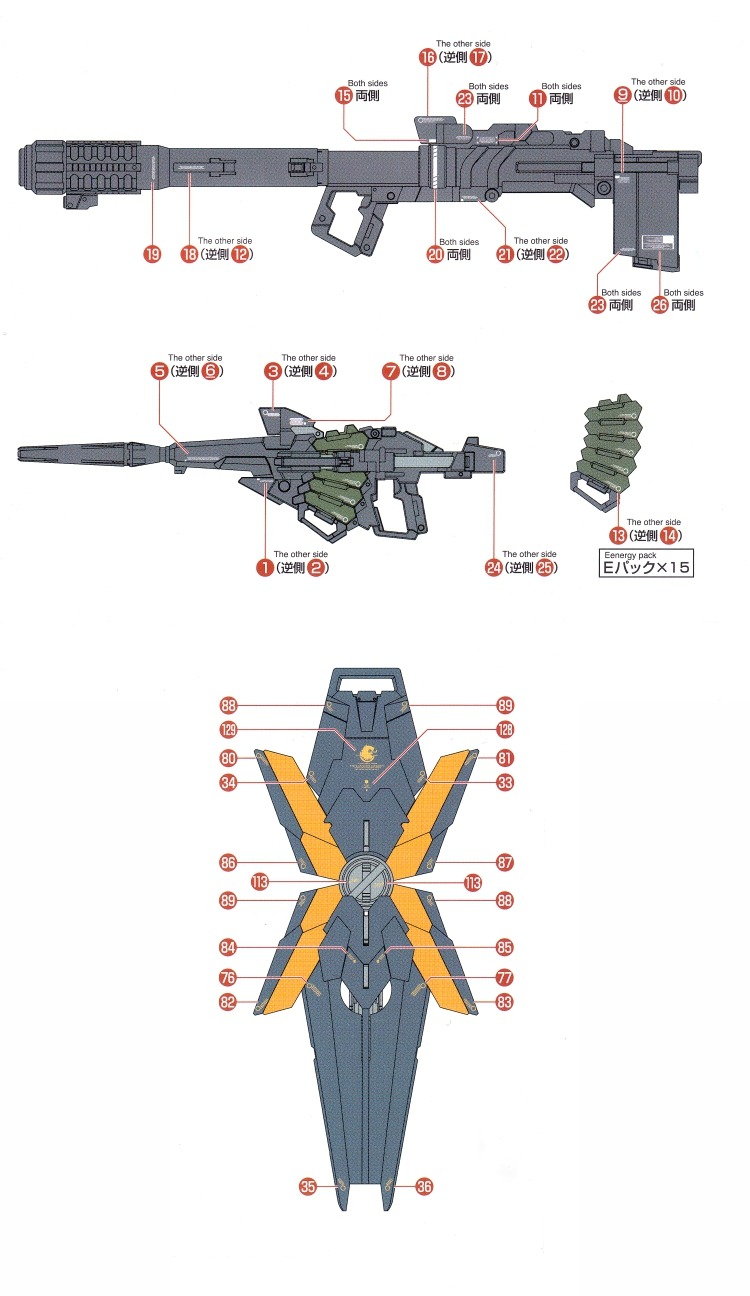 The other side
16 (逆側 17)
Both sides
15 両側
Both sides
23 両側
Both sides
11 両側
The other side
9 (逆側 10)
19
The other side
18 (逆側 12)
Both sides
20 両側
The other side
21 (逆側 22)
Both sides
23 両側
Both sides
26 両側
The other side
5 (逆側 6)
The other side
3 (逆側 4)
The other side
7 (逆側 8)
The other side
1 (逆側 2)
The other side
24 (逆側 25)
The other side
13 (逆側 14)
Eenergy pack
Eパック×15
88
89
129
128
80
81
34
33
86
87
113
113
89
88
84
85
76
77
82
83
35
36